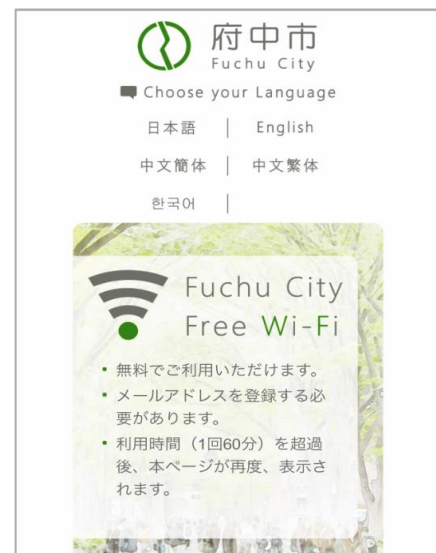 府中市
Fuchu City
Choose your Language
日本語 | English
中文簡体 | 中文繁体
한국어 |
Fuchu City
Free Wi-Fi
• 無料でご利用いただけます。
• メールアドレスを登録する必
要があります。
• 利用時間（1回60分）を超過
後、本ページが再度、表示さ
れます。